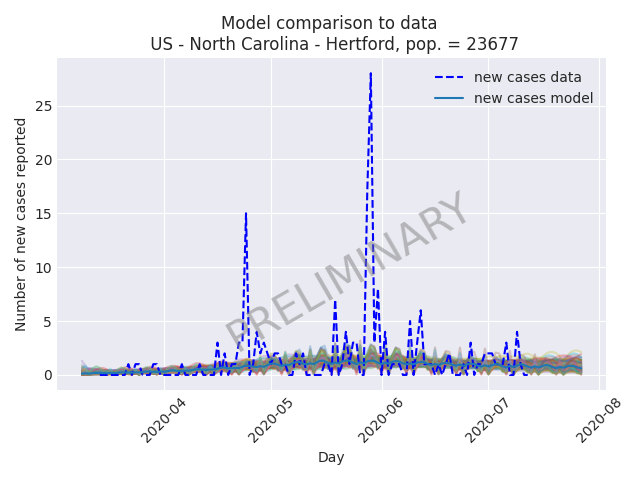 Model comparison to data
US - North Carolina - Hertford, pop. = 23677
new cases data
new cases model
Number of new cases reported
25
20
15
10
5
0
PRELIMINARY
2020-04
2020-05
2020-06
2020-07
2020-08
Day